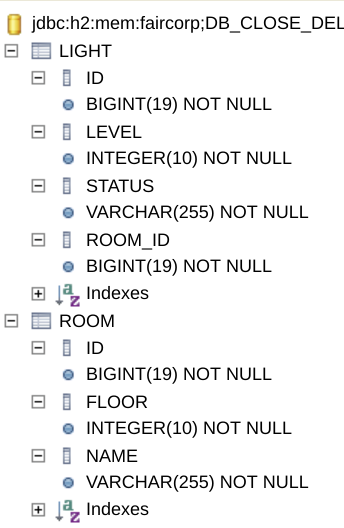 jdbc:h2:mem:faircorp;DB_CLOSE_DEL
LIGHT
ID
BIGINT(19) NOT NULL
LEVEL
INTEGER(10) NOT NULL
STATUS
VARCHAR(255) NOT NULL
ROOM_ID
BIGINT(19) NOT NULL
Indexes
ROOM
ID
BIGINT(19) NOT NULL
FLOOR
INTEGER(10) NOT NULL
NAME
VARCHAR(255) NOT NULL
Indexes